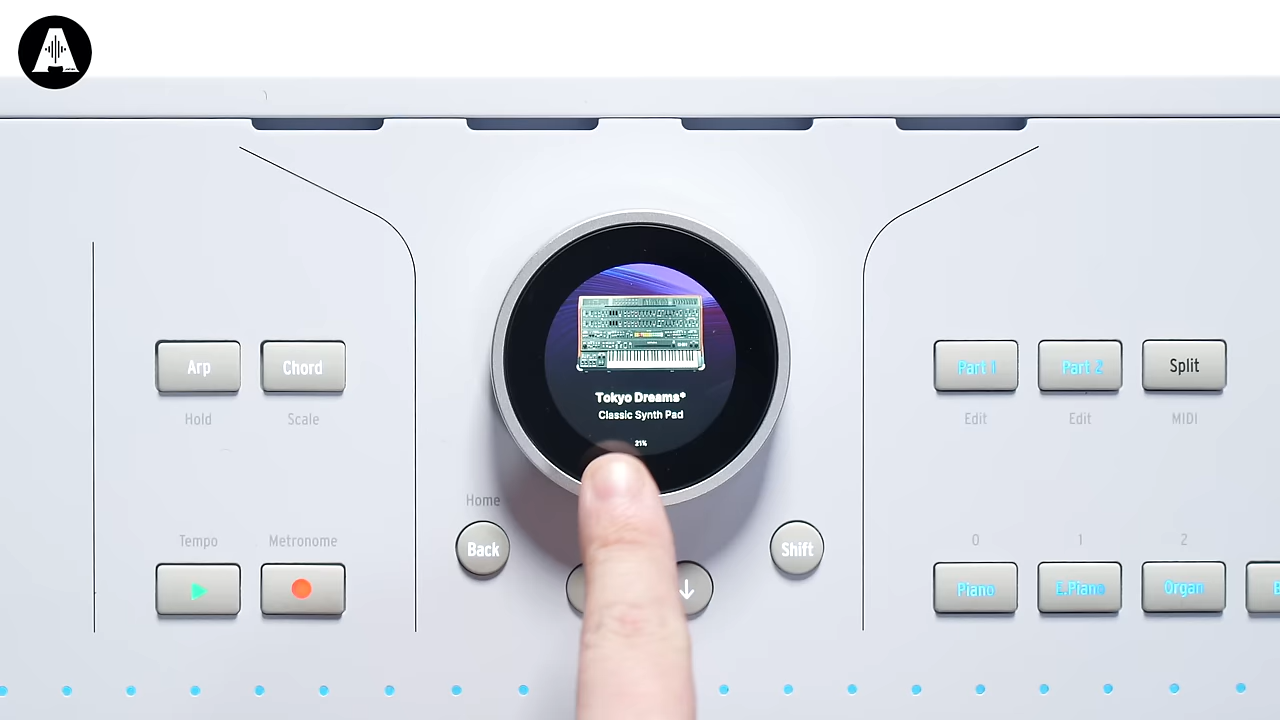 A
Tokyo Dreams*
Classic Synth Pad
21%
Arp
Chord
Hold
Scale
Part 1
Part 2
Split
Edit
Edit
MIDI
Home
Back
Shift
Tempo
Metronome
0
1
2
Piano
E.Piano
Organ